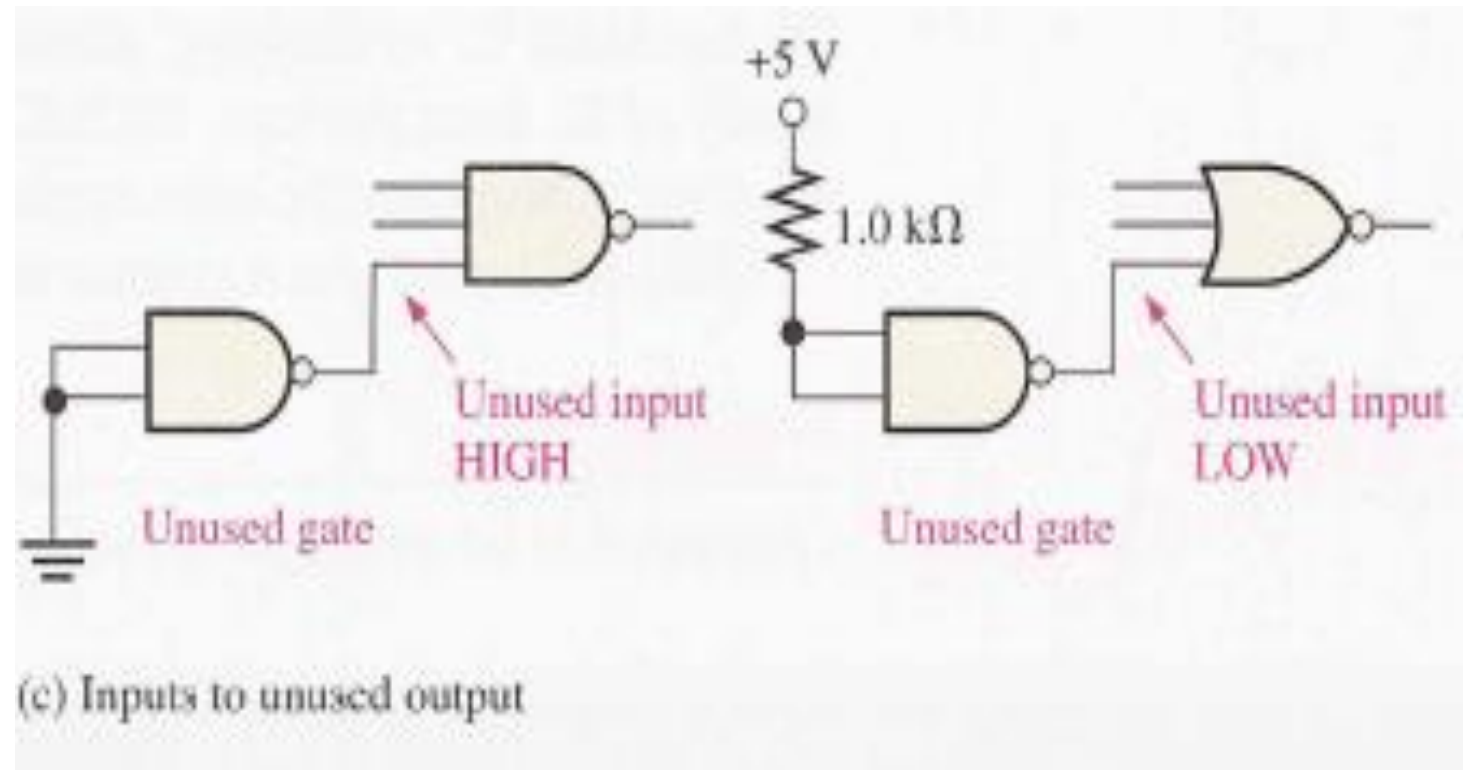 +5 V
1.0 kΩ
Unused input
HIGH
Unused gate
Unused input
LOW
Unused gate
(c) Inputs to unused output